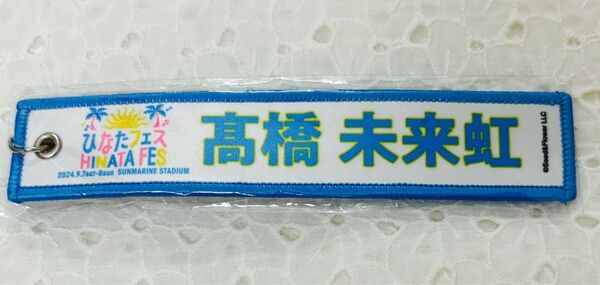 ひなたフェス
HINATA FES
2024.9.7sat-8sun SUNMARINE STADIUM
髙橋 未来虹
©Seed&Flower LLC